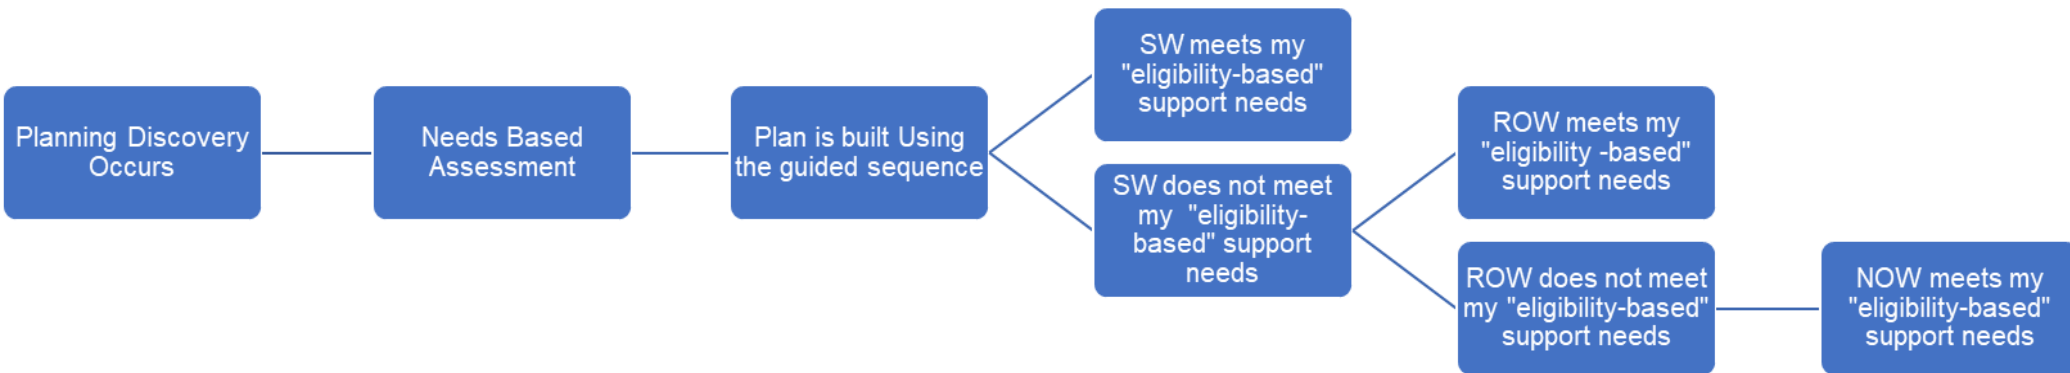 Planning Discovery
Occurs
Needs Based
Assessment
Plan is built Using
the guided sequence
SW meets my
"eligibility-based"
support needs
SW does not meet
my "eligibility-
based" support
needs
ROW meets my
"eligibility -based"
support needs
ROW does not meet
my "eligibility-based"
support needs
NOW meets my
"eligibility-based"
support needs